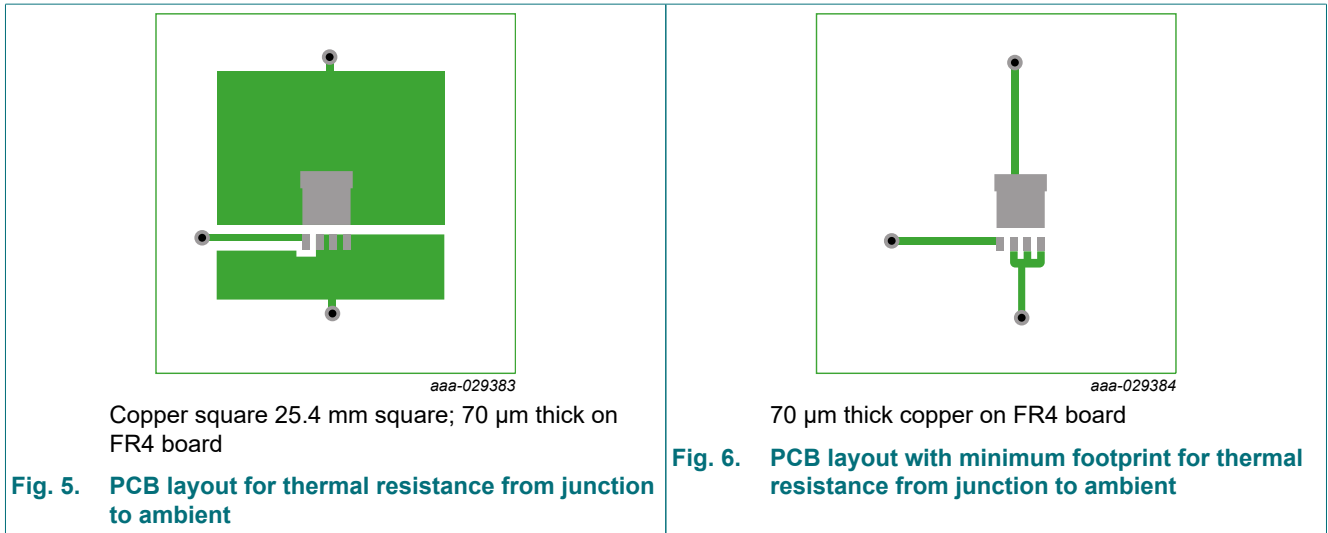 aaa-029383
Copper square 25.4 mm square; 70 µm thick on
FR4 board
Fig. 5. PCB layout for thermal resistance from junction
to ambient
aaa-029384
70 µm thick copper on FR4 board
Fig. 6. PCB layout with minimum footprint for thermal
resistance from junction to ambient